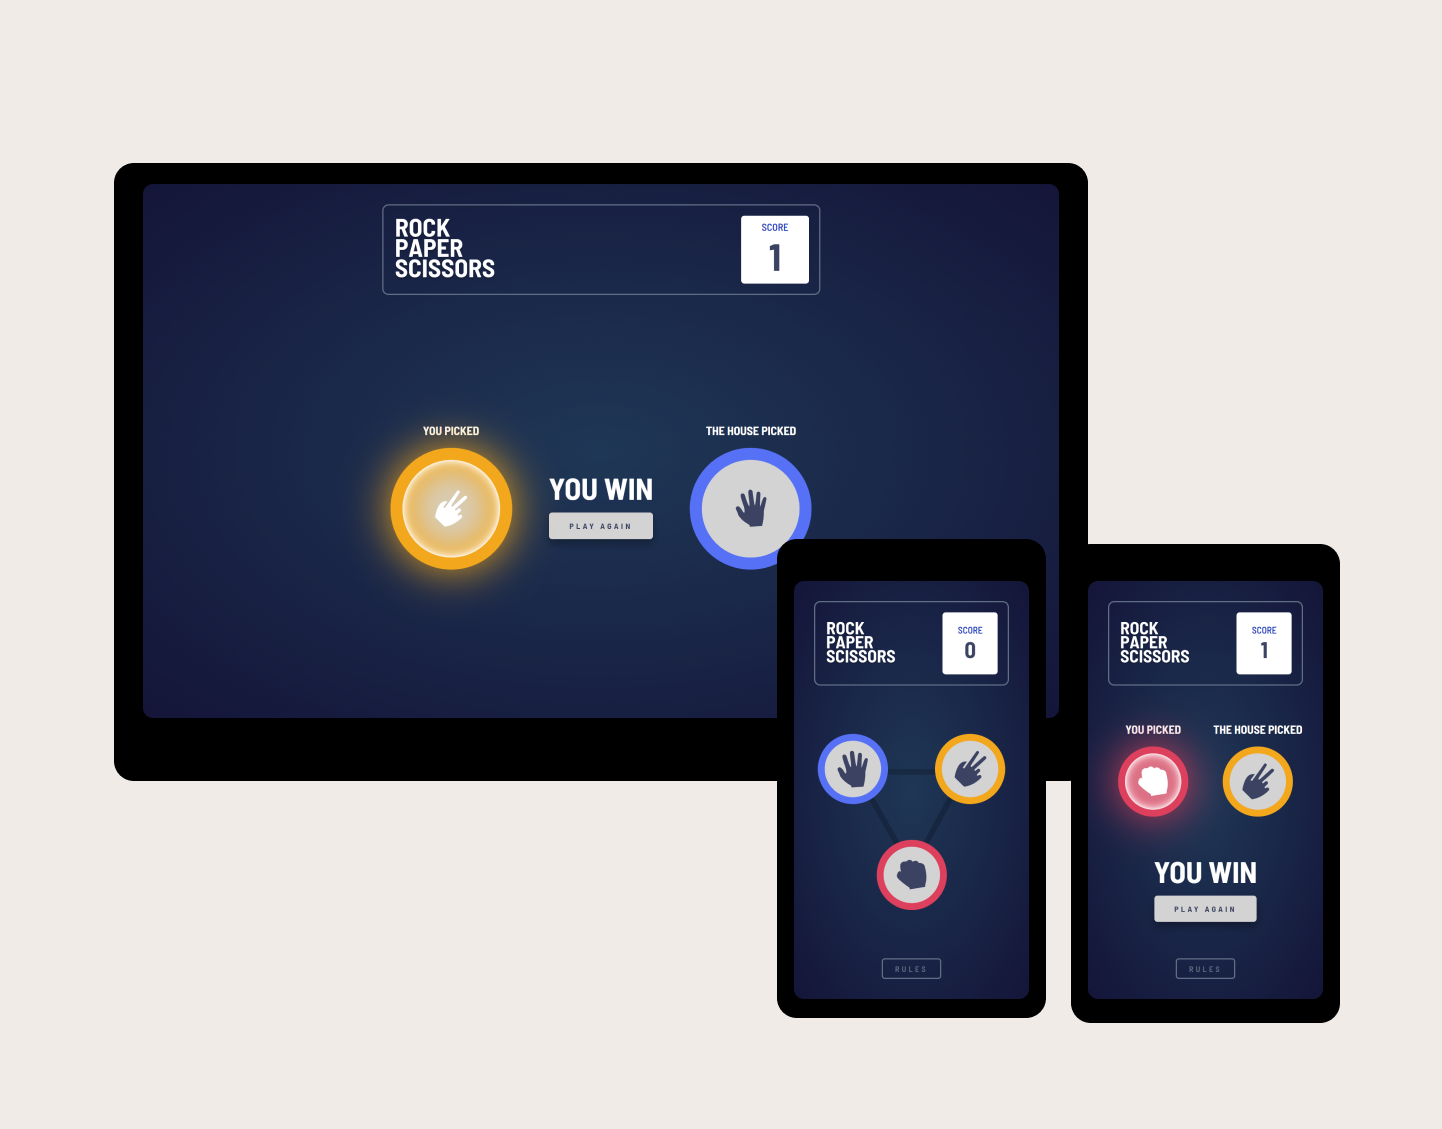 ROCK
PAPER
SCISSORS
SCORE
1
YOU PICKED
THE HOUSE PICKED
YOU WIN
PLAY AGAIN
ROCK
PAPER
SCISSORS
SCORE
0
RULES
ROCK
PAPER
SCISSORS
SCORE
1
YOU PICKED
THE HOUSE PICKED
YOU WIN
PLAY AGAIN
RULES